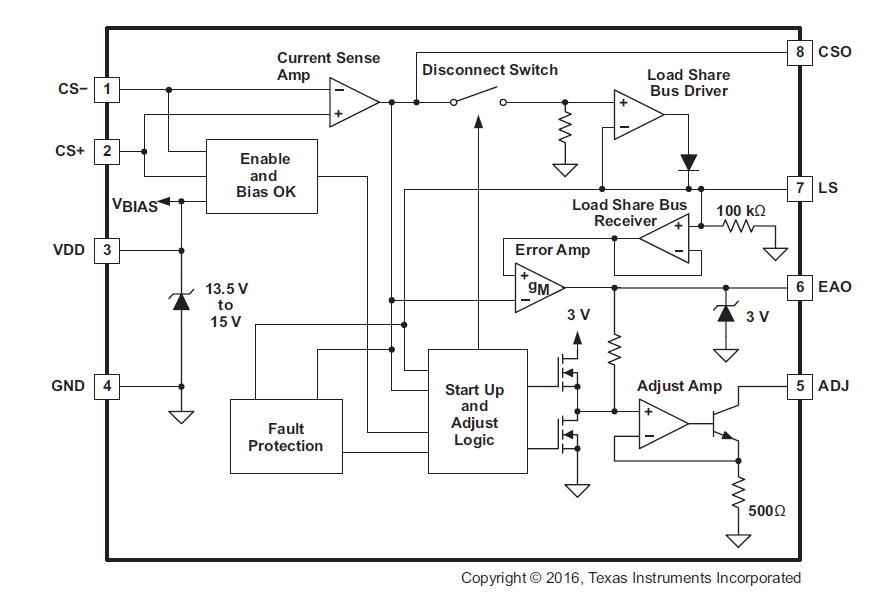 Current Sense
Amp
Disconnect Switch
Load Share
Bus Driver
8 CSO
CS– 1
–
+
+
–
CS+ 2
Enable
and
Bias OK
7 LS
VBIAS
Load Share Bus
Receiver
100 kΩ
+
–
VDD 3
Error Amp
+
gM
–
6 EAO
13.5 V
to
15 V
3 V
3 V
GND 4
Start Up
and
Adjust
Logic
Adjust Amp
5 ADJ
+
–
Fault
Protection
500Ω
Copyright © 2016, Texas Instruments Incorporated